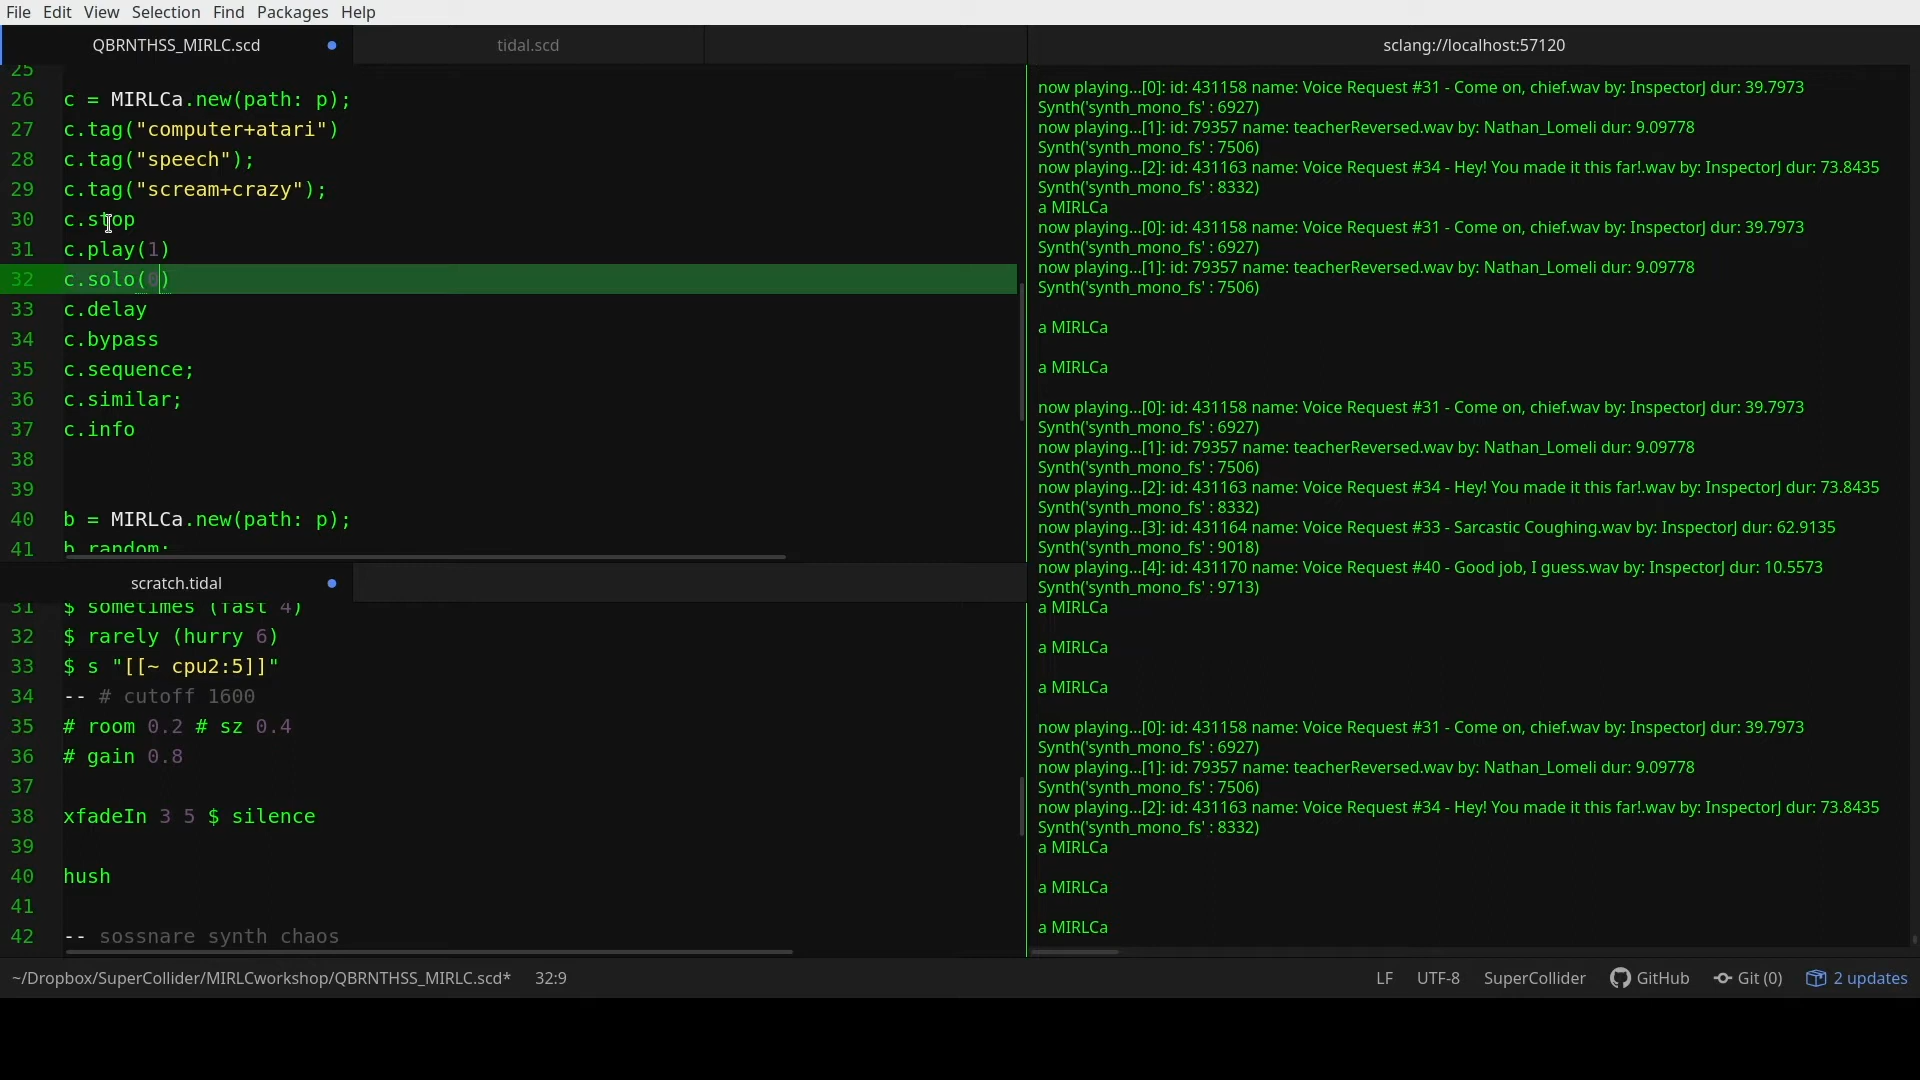 File Edit View Selection Find Packages Help
QBRNTHSS_MIRLC.scd
tidal.scd
25
26 c = MIRLCa.new(path: p);
27 c.tag("computer+atari")
28 c.tag("speech");
29 c.tag("scream+crazy");
30 c.stop
31 c.play(1)
32 c.solo(0)
33 c.delay
34 c.bypass
35 c.sequence;
36 c.similar;
37 c.info
38
39
40 b = MIRLCa.new(path: p);
41 b.random;
scratch.tidal
31 $ sometimes (fast 4)
32 $ rarely (hurry 6)
33 $ s "[[~ cpu2:5]]"
34 -- # cutoff 1600
35 # room 0.2 # sz 0.4
36 # gain 0.8
37
38 xfadeIn 3 5 $ silence
39
40 hush
41
42 -- sossnare synth chaos
sclang://localhost:57120
now playing...[0]: id: 431158 name: Voice Request #31 - Come on, chief.wav by: InspectorJ dur: 39.7973
Synth('synth_mono_fs' : 6927)
now playing...[1]: id: 79357 name: teacherReversed.wav by: Nathan_Lomeli dur: 9.09778
Synth('synth_mono_fs' : 7506)
now playing...[2]: id: 431163 name: Voice Request #34 - Hey! You made it this far!.wav by: InspectorJ dur: 73.8435
Synth('synth_mono_fs' : 8332)
a MIRLCa
now playing...[0]: id: 431158 name: Voice Request #31 - Come on, chief.wav by: InspectorJ dur: 39.7973
Synth('synth_mono_fs' : 6927)
now playing...[1]: id: 79357 name: teacherReversed.wav by: Nathan_Lomeli dur: 9.09778
Synth('synth_mono_fs' : 7506)
a MIRLCa
a MIRLCa
now playing...[0]: id: 431158 name: Voice Request #31 - Come on, chief.wav by: InspectorJ dur: 39.7973
Synth('synth_mono_fs' : 6927)
now playing...[1]: id: 79357 name: teacherReversed.wav by: Nathan_Lomeli dur: 9.09778
Synth('synth_mono_fs' : 7506)
now playing...[2]: id: 431163 name: Voice Request #34 - Hey! You made it this far!.wav by: InspectorJ dur: 73.8435
Synth('synth_mono_fs' : 8332)
now playing...[3]: id: 431164 name: Voice Request #33 - Sarcastic Coughing.wav by: InspectorJ dur: 62.9135
Synth('synth_mono_fs' : 9018)
now playing...[4]: id: 431170 name: Voice Request #40 - Good job, I guess.wav by: InspectorJ dur: 10.5573
Synth('synth_mono_fs' : 9713)
a MIRLCa
a MIRLCa
a MIRLCa
now playing...[0]: id: 431158 name: Voice Request #31 - Come on, chief.wav by: InspectorJ dur: 39.7973
Synth('synth_mono_fs' : 6927)
now playing...[1]: id: 79357 name: teacherReversed.wav by: Nathan_Lomeli dur: 9.09778
Synth('synth_mono_fs' : 7506)
now playing...[2]: id: 431163 name: Voice Request #34 - Hey! You made it this far!.wav by: InspectorJ dur: 73.8435
Synth('synth_mono_fs' : 8332)
a MIRLCa
a MIRLCa
a MIRLCa
~/Dropbox/SuperCollider/MIRLCworkshop/QBRNTHSS_MIRLC.scd* 32:9 LF UTF-8 SuperCollider GitHub Git (0) 2 updates